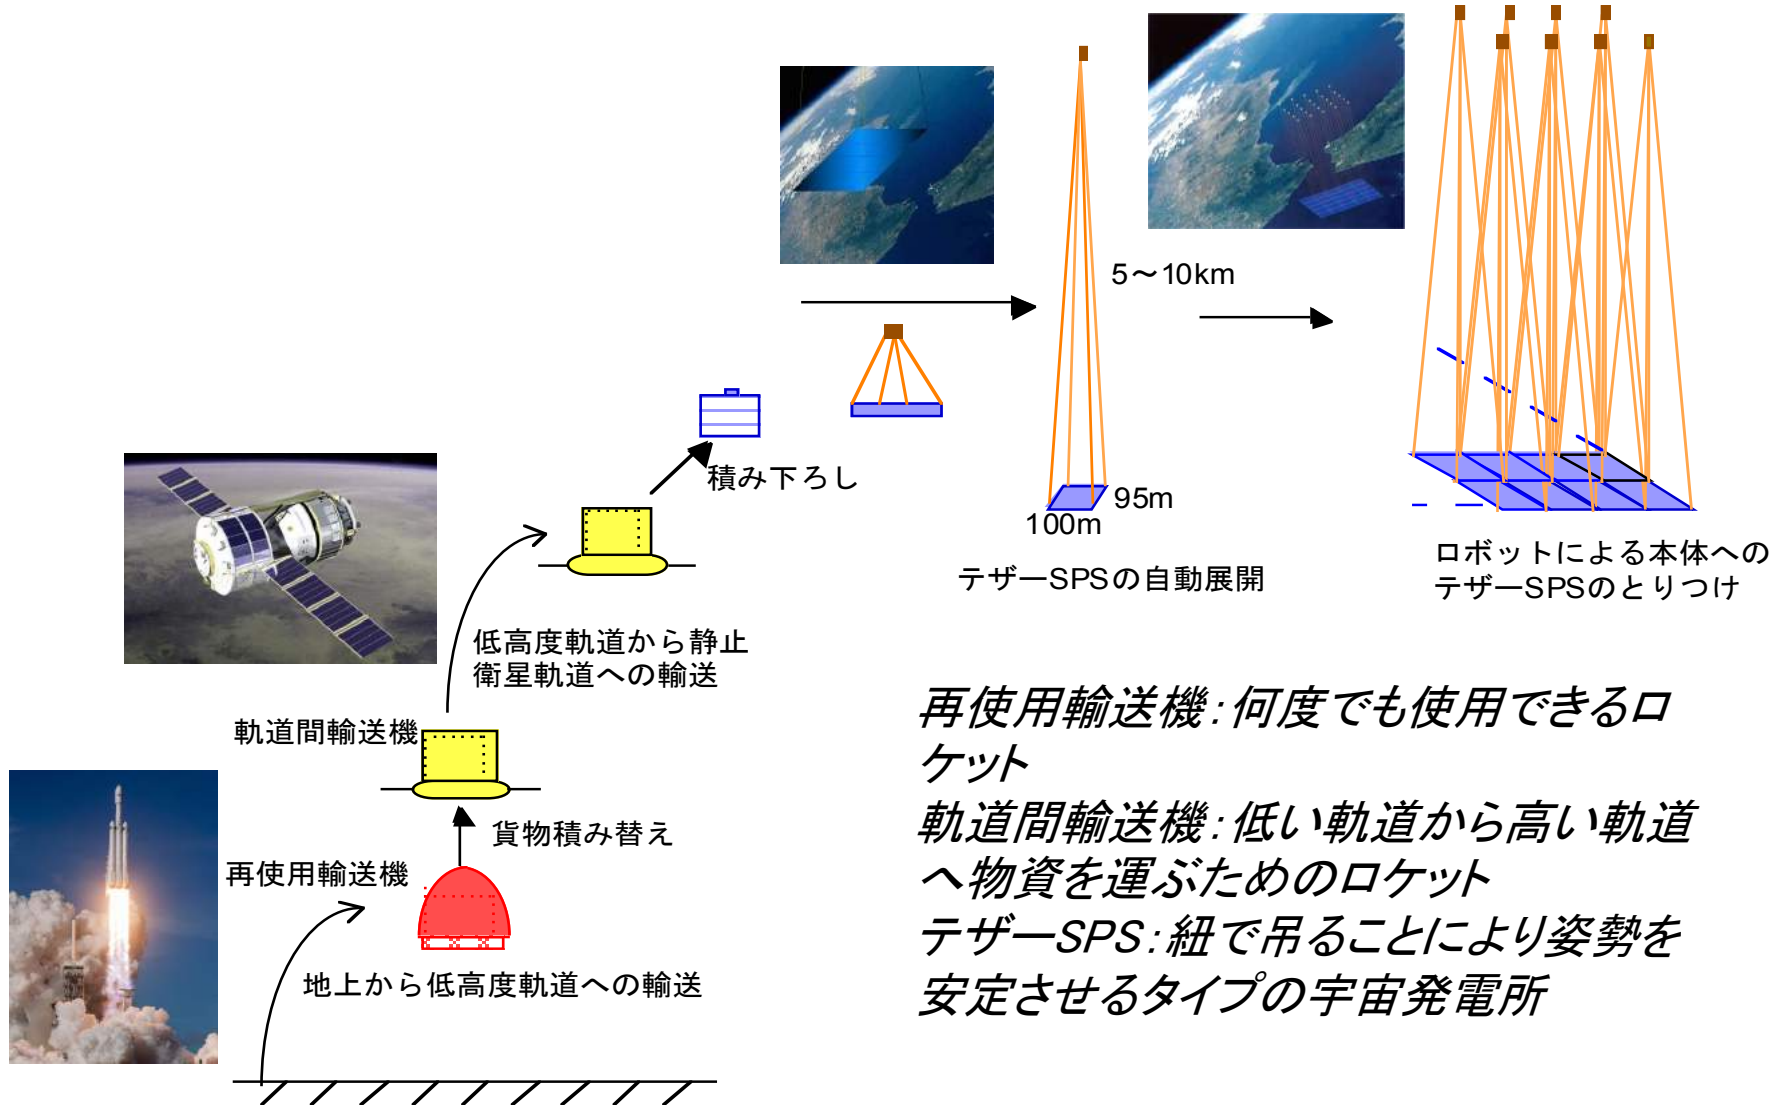 5～10km
積み下ろし
95m
100m
テザーSPSの自動展開
ロボットによる本体への
テザーSPSのとりつけ
低高度軌道から静止
衛星軌道への輸送
軌道間輸送機
貨物積み替え
再使用輸送機
地上から低高度軌道への輸送
再使用輸送機：何度でも使用できるロ
ケット
軌道間輸送機：低い軌道から高い軌道
へ物資を運ぶためのロケット
テザーSPS：紐で吊ることにより姿勢を
安定させるタイプの宇宙発電所